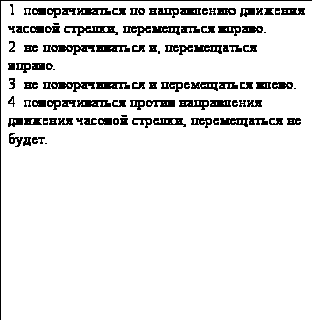 1 поворачиваться по направлению движения
часовой стрелки, перемещаться вправо.
2 не поворачиваться и, перемещаться
вправо.
3 не поворачиваться и перемещаться влево.
4 поворачиваться против направления
движения часовой стрелки, перемещаться не
будет.